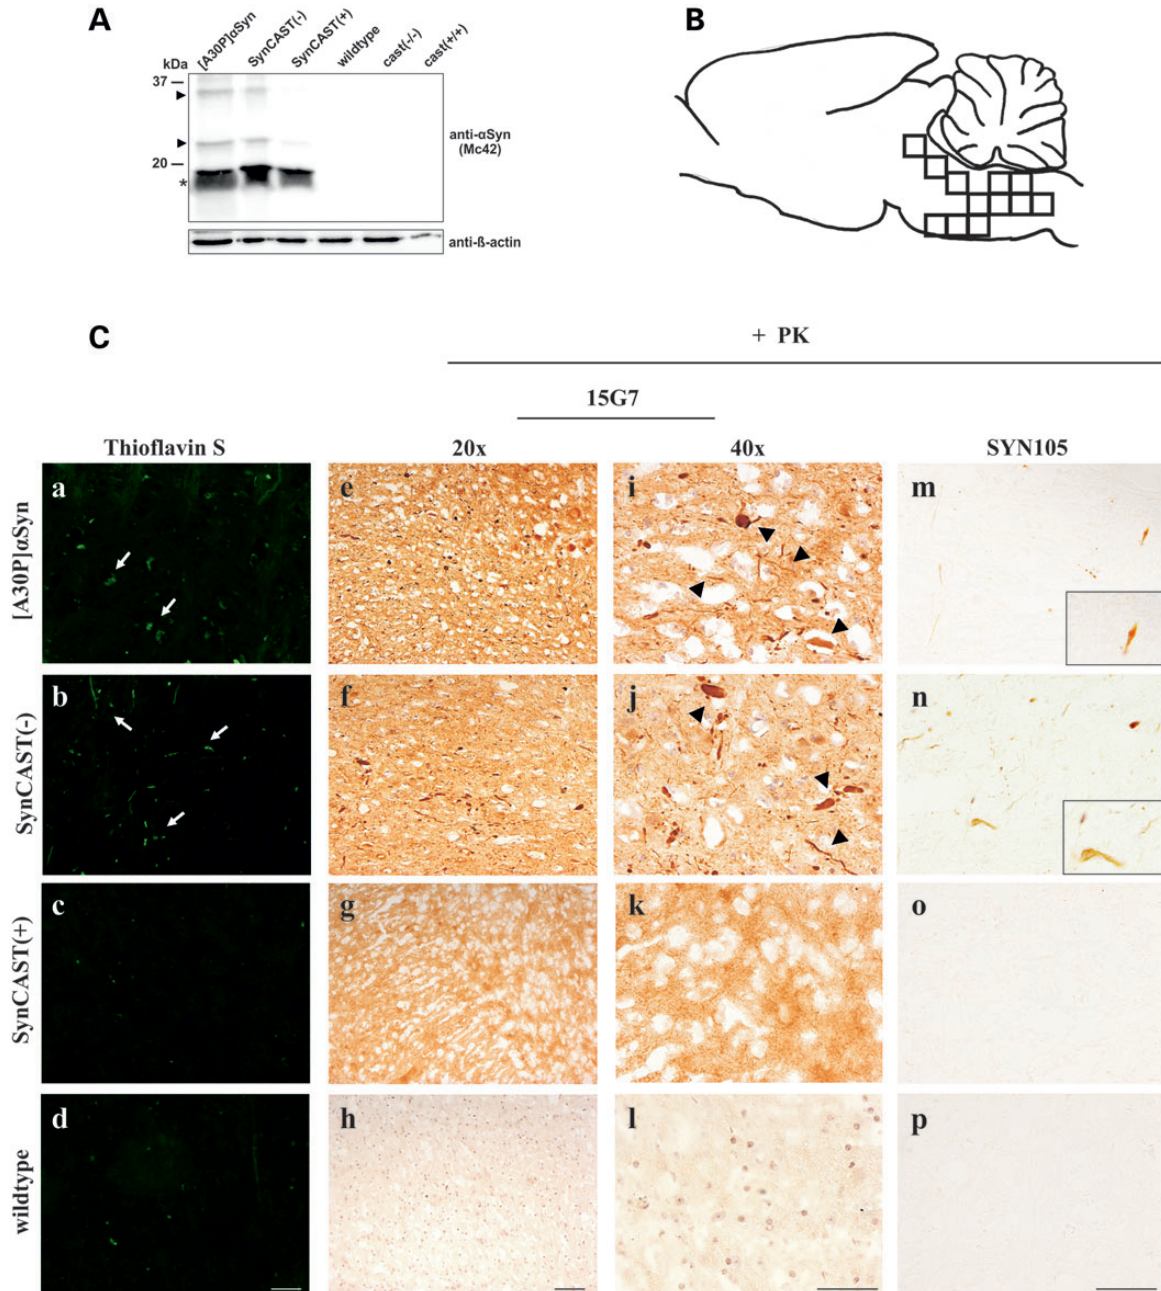 A
[A30P]αSyn
SynCAST(-)
SynCAST(+)
wildtype
cast(-/-)
cast(+/+)
kDa
37
20
*
anti-αSyn
(Mc42)
anti-ß-actin
B
C
+ PK
15G7
Thioflavin S
20x
40x
SYN105
[A30P]αSyn
a
e
i
m
SynCAST(-)
b
f
j
n
SynCAST(+)
c
g
k
o
wildtype
d
h
l
p